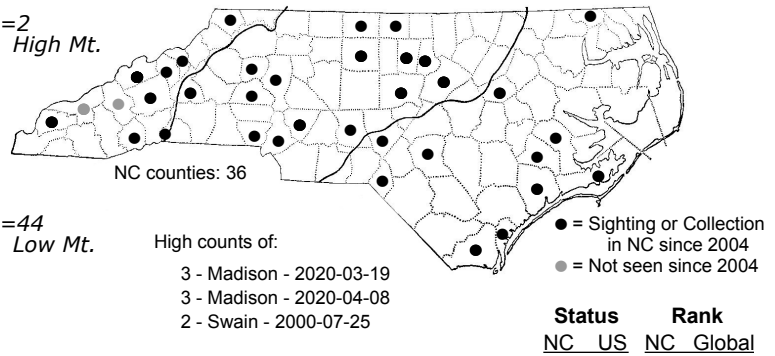 =2
High Mt.
NC counties: 36
=44
Low Mt.
High counts of:
3 - Madison - 2020-03-19
3 - Madison - 2020-04-08
2 - Swain - 2000-07-25
= Sighting or Collection
in NC since 2004
= Not seen since 2004
Status Rank
NC US NC Global